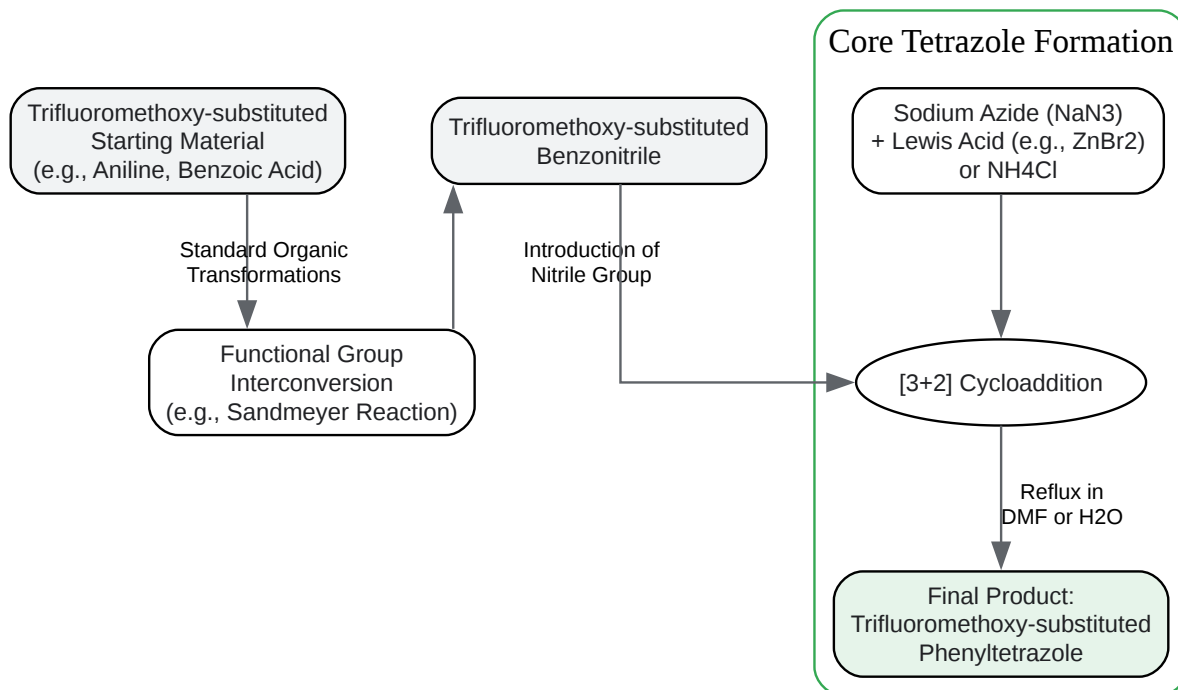 Core Tetrazole Formation
Trifluoromethoxy-substituted
Starting Material
(e.g., Aniline, Benzoic Acid)
Trifluoromethoxy-substituted
Benzonitrile
Sodium Azide (NaN3)
+ Lewis Acid (e.g., ZnBr2)
or NH4Cl
Standard Organic
Transformations
Introduction of
Nitrile Group
Functional Group
Interconversion
(e.g., Sandmeyer Reaction)
[3+2] Cycloaddition
Reflux in
DMF or H2O
Final Product:
Trifluoromethoxy-substituted
Phenyltetrazole